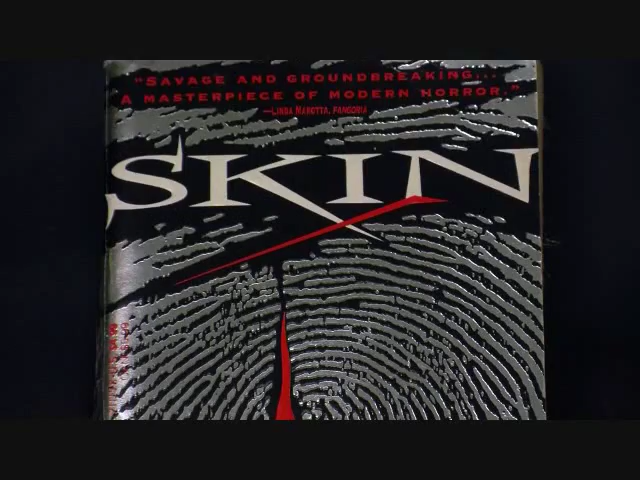 "SAVAGE AND GROUNDBREAKING...
A MASTERPIECE OF MODERN HORROR."
—LINDA MAROTTA, FANGORIA
SKIN